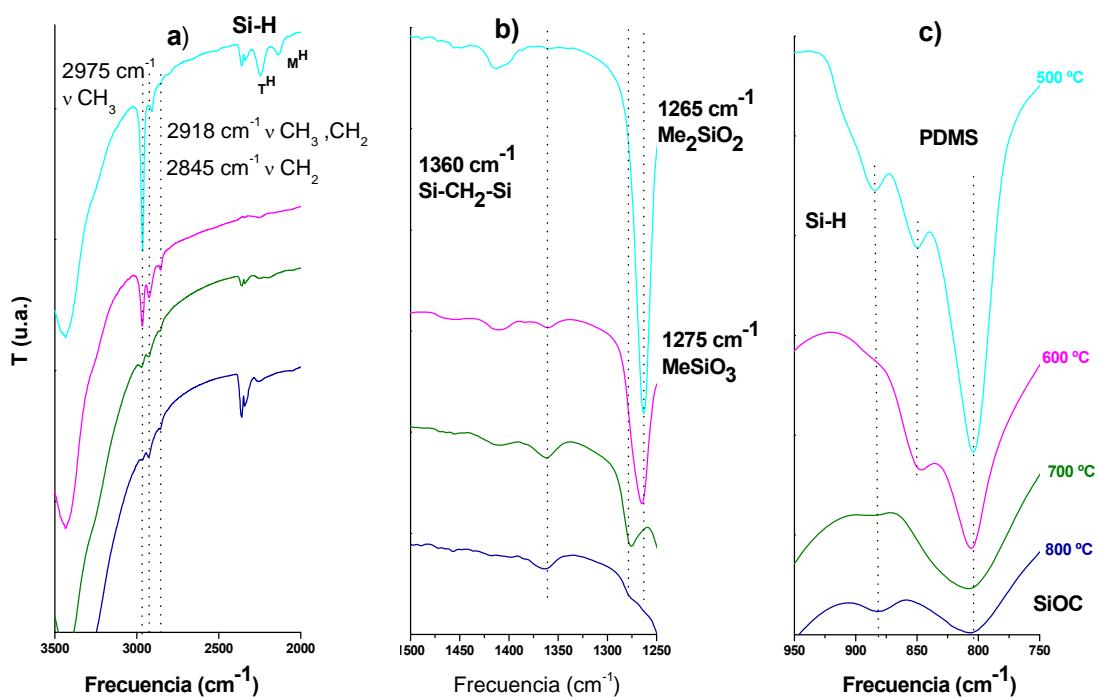 a)
Si-H
M^H
T^H
2975 cm⁻¹
ν CH₃
2918 cm⁻¹ ν CH₃ ,CH₂
2845 cm⁻¹ ν CH₂
T (u.a.)
3500 3000 2500 2000
Frecuencia (cm⁻¹)
b)
1265 cm⁻¹
Me₂SiO₂
1360 cm⁻¹
Si-CH₂-Si
1275 cm⁻¹
MeSiO₃
1500 1450 1400 1350 1300 1250
Frecuencia (cm⁻¹)
c)
500 ºC
PDMS
Si-H
600 ºC
700 ºC
800 ºC
SiOC
950 900 850 800 750
Frecuencia (cm⁻¹)